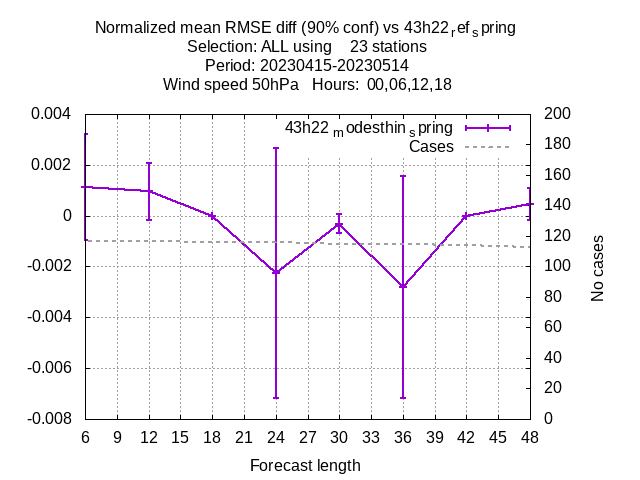 Normalized mean RMSE diff (90% conf) vs 43h22refspring
Selection: ALL using 23 stations
Period: 20230415-20230514
Wind speed 50hPa Hours: 00,06,12,18
43h22modesthinspring
Cases
0.004
0.002
0
-0.002
-0.004
-0.006
-0.008
200
180
160
140
120
100
80
60
40
20
0
No cases
6 9 12 15 18 21 24 27 30 33 36 39 42 45 48
Forecast length